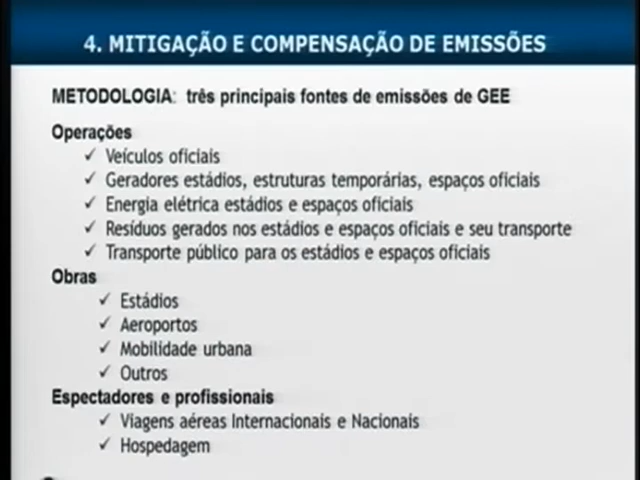 4. MITIGAÇÃO E COMPENSAÇÃO DE EMISSÕES
METODOLOGIA: três principais fontes de emissões de GEE
Operações
✓ Veículos oficiais
✓ Geradores estádios, estruturas temporárias, espaços oficiais
✓ Energia elétrica estádios e espaços oficiais
✓ Resíduos gerados nos estádios e espaços oficiais e seu transporte
✓ Transporte público para os estádios e espaços oficiais
Obras
✓ Estádios
✓ Aeroportos
✓ Mobilidade urbana
✓ Outros
Espectadores e profissionais
✓ Viagens aéreas Internacionais e Nacionais
✓ Hospedagem